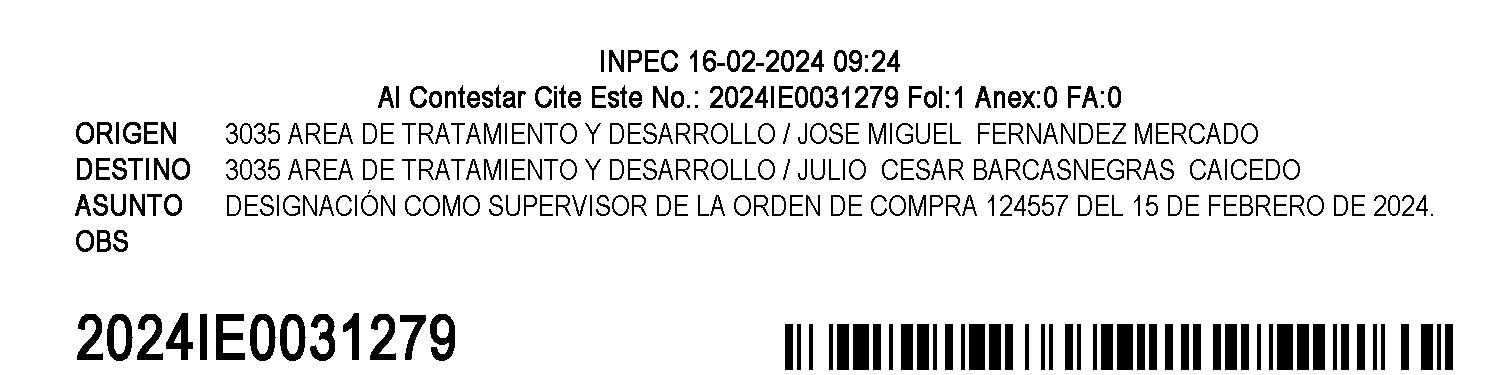 INPEC 16-02-2024 09:24
Al Contestar Cite Este No.: 2024IE0031279 Fol:1 Anex:0 FA:0
ORIGEN 3035 AREA DE TRATAMIENTO Y DESARROLLO / JOSE MIGUEL FERNANDEZ MERCADO
DESTINO 3035 AREA DE TRATAMIENTO Y DESARROLLO / JULIO CESAR BARCASNEGRAS CAICEDO
ASUNTO DESIGNACIÓN COMO SUPERVISOR DE LA ORDEN DE COMPRA 124557 DEL 15 DE FEBRERO DE 2024.
OBS
2024IE0031279